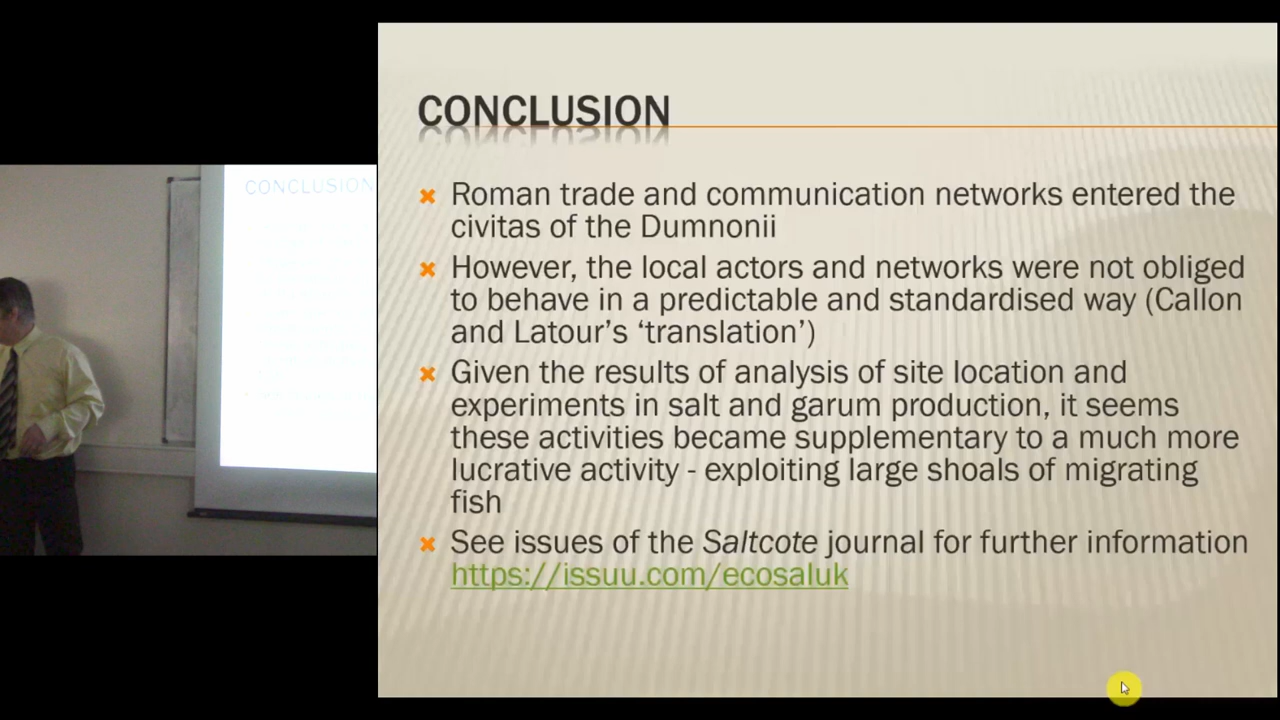 CONCLUSION
Roman trade and communication networks entered the
civitas of the Dumnonii
However, the local actors and networks were not obliged
to behave in a predictable and standardised way (Callon
and Latour's ‘translation’)
Given the results of analysis of site location and
experiments in salt and garum production, it seems
these activities became supplementary to a much more
lucrative activity - exploiting large shoals of migrating
fish
See issues of the Saltcote journal for further information
https://issuu.com/ecosaluk
CONCLUSION